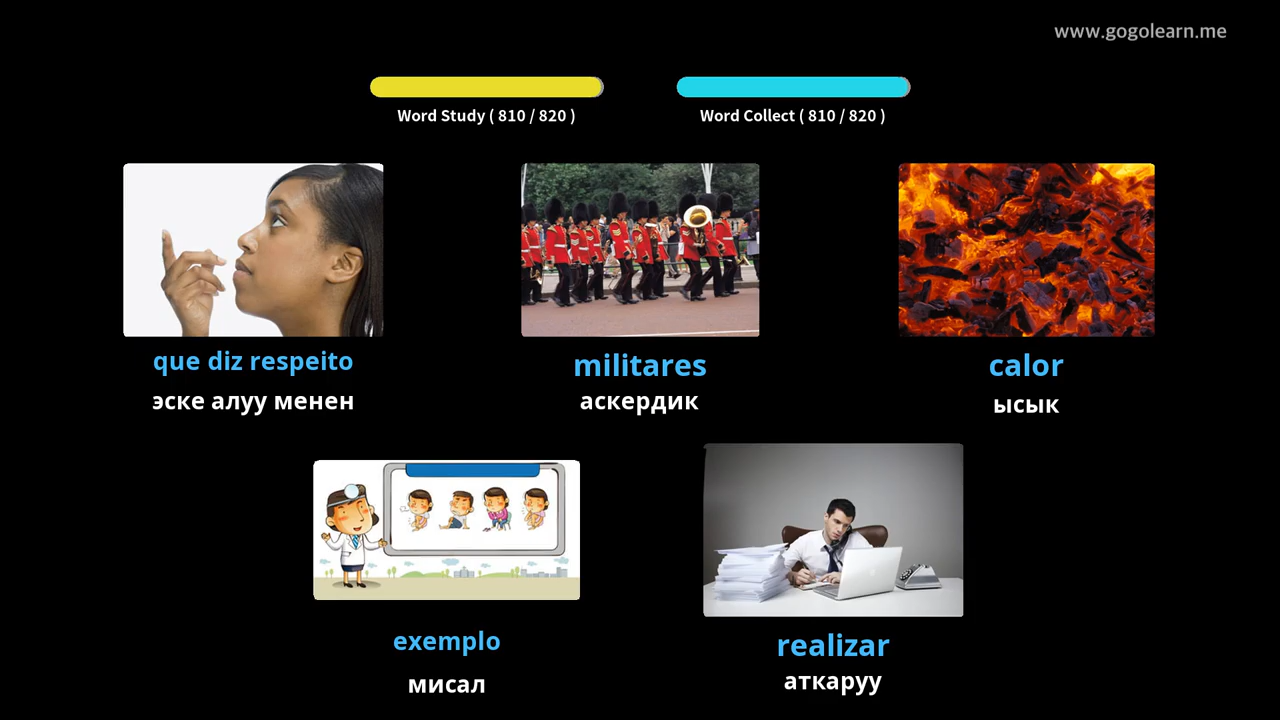 www.gogolearn.me
Word Study ( 810 / 820 )
Word Collect ( 810 / 820 )
que diz respeito
эске алуу менен
militares
аскердик
calor
ысык
exemplo
мисал
realizar
аткаруу